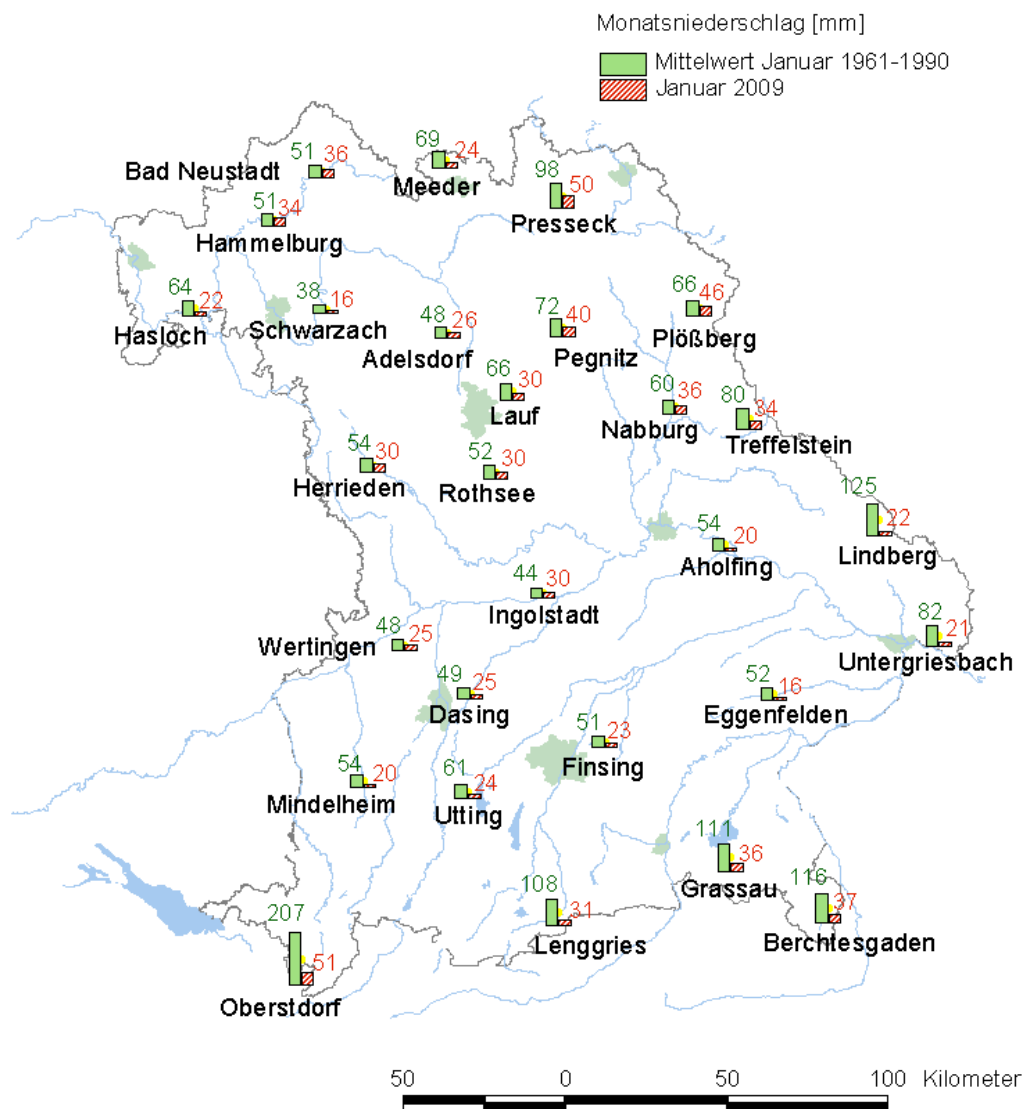 Monatsniederschlag [mm]
Mittelwert Januar 1961-1990
Januar 2009
69
24
Meeder
51
36
Bad Neustadt
98
50
Presseck
51
34
Hammelburg
64
22
Hasloch
38
16
Schwarzach
48
26
Adelsdorf
72
40
Pegnitz
66
46
Plößberg
66
30
Lauf
60
36
Nabburg
80
34
Treffelstein
54
30
Herrieden
52
30
Rothsee
125
22
Lindberg
54
20
Aholfing
44
30
Ingolstadt
48
25
Wertingen
82
21
Untergriesbach
49
25
Dasing
52
16
Eggenfelden
51
23
Finsing
54
20
Mindelheim
61
24
Utting
111
36
Grassau
116
37
Berchtesgaden
108
31
Lenggries
207
51
Oberstdorf
50 0 50 100 Kilometer